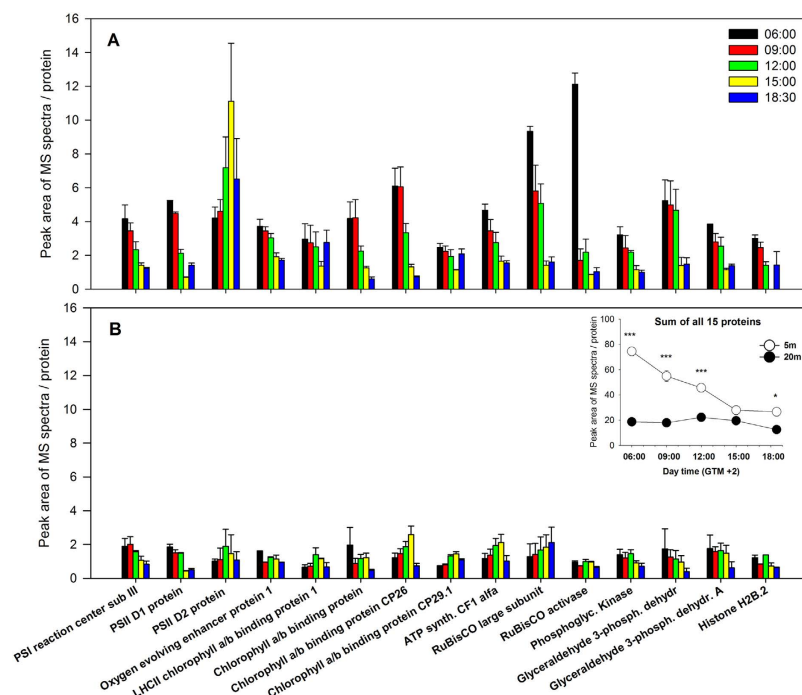 A
16
14
12
10
8
6
4
2
0
Peak area of MS spectra / protein
06:00
09:00
12:00
15:00
18:30
B
16
14
12
10
8
6
4
2
0
Peak area of MS spectra / protein
Sum of all 15 proteins
100
80
60
40
20
0
Peak area of MS spectra / protein
***
***
***
*
5m
20m
06:00
09:00
12:00
15:00
18:00
Day time (GTM +2)
PSI reaction center sub III
PSII D1 protein
PSII D2 protein
Oxygen evolving enhancer protein 1
LHCII chlorophyll a/b binding protein 1
Chlorophyll a/b binding protein
Chlorophyll a/b binding protein CP26
Chlorophyll a/b binding protein CP29.1
ATP synth. CF1 alfa
RuBisCO large subunit
RuBisCO activase
Phosphoglyc. Kinase
Glyceraldehyde 3-phosph. dehydr
Glyceraldehyde 3-phosph. dehydr. A
Histone H2B.2